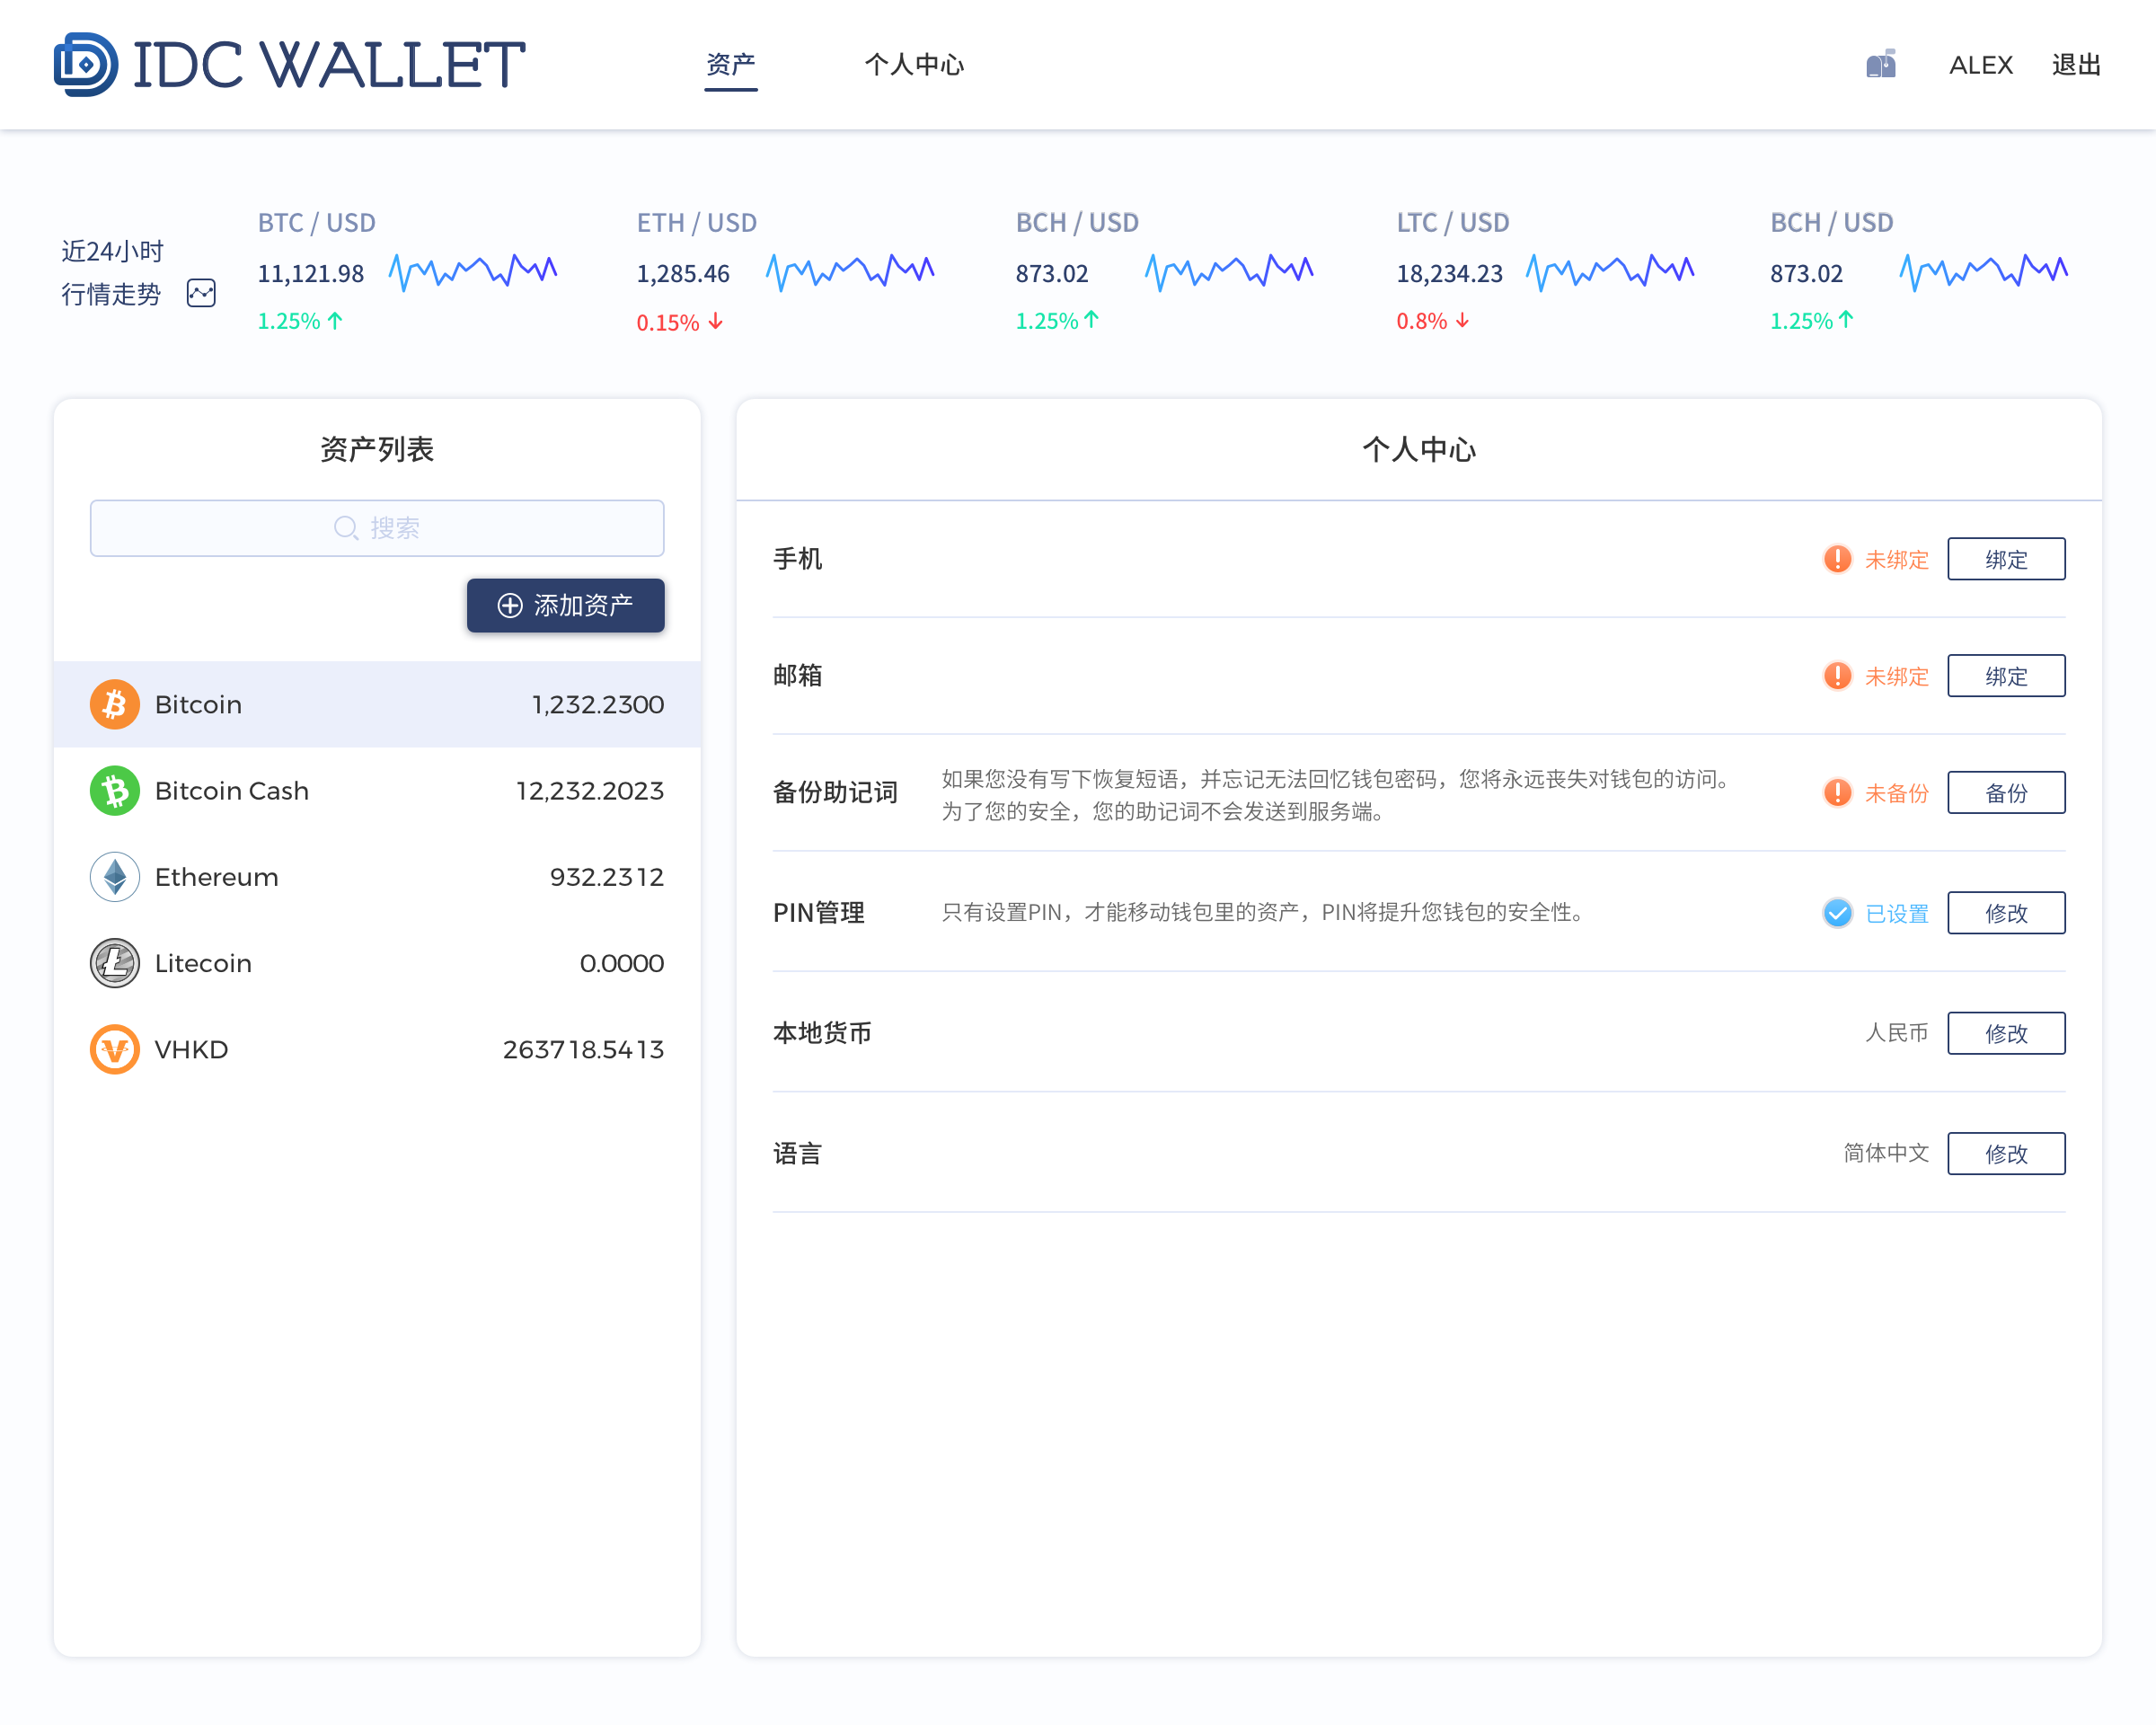 IDC WALLET
资产
个人中心
ALEX
退出
近24小时
行情走势
BTC / USD
11,121.98
1.25%
ETH / USD
1,285.46
0.15%
BCH / USD
873.02
1.25%
LTC / USD
18,234.23
0.8%
BCH / USD
873.02
1.25%
资产列表
搜索
添加资产
Bitcoin 1,232.2300
Bitcoin Cash 12,232.2023
Ethereum 932.2312
Litecoin 0.0000
VHKD 263718.5413
个人中心
手机 未绑定 绑定
邮箱 未绑定 绑定
备份助记词
如果您没有写下恢复短语，并忘记无法回忆钱包密码，您将永远丧失对钱包的访问。
为了您的安全，您的助记词不会发送到服务端。
未备份 备份
PIN管理 只有设置PIN，才能移动钱包里的资产，PIN将提升您钱包的安全性。 已设置 修改
本地货币 人民币 修改
语言 简体中文 修改